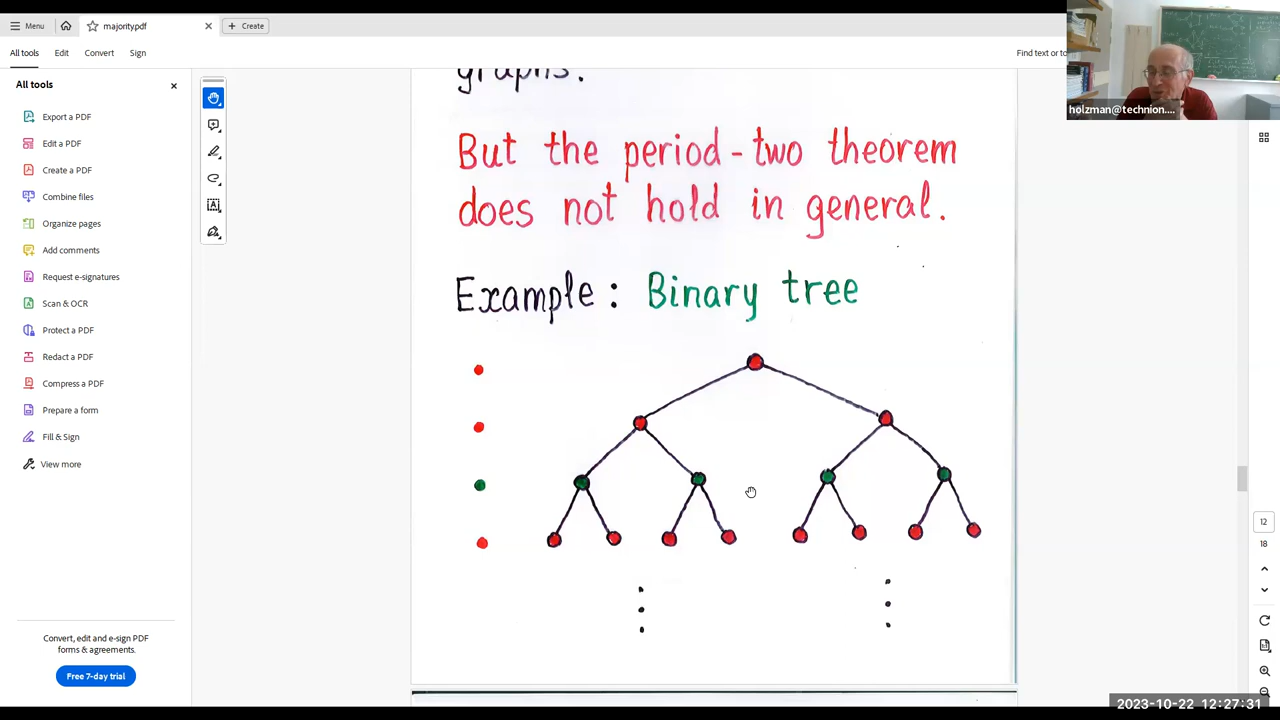 Menu
majority.pdf
Create
All tools
Edit
Convert
Sign
Find text or to
All tools
Export a PDF
Edit a PDF
Create a PDF
Combine files
Organize pages
Add comments
Request e-signatures
Scan & OCR
Protect a PDF
Redact a PDF
Compress a PDF
Prepare a form
Fill & Sign
View more
Convert, edit and e-sign PDF
forms & agreements.
Free 7-day trial
graphs.
But the period-two theorem
does not hold in general.
Example: Binary tree
holzman@technion....
12
18
2023-10-22 12:27:31